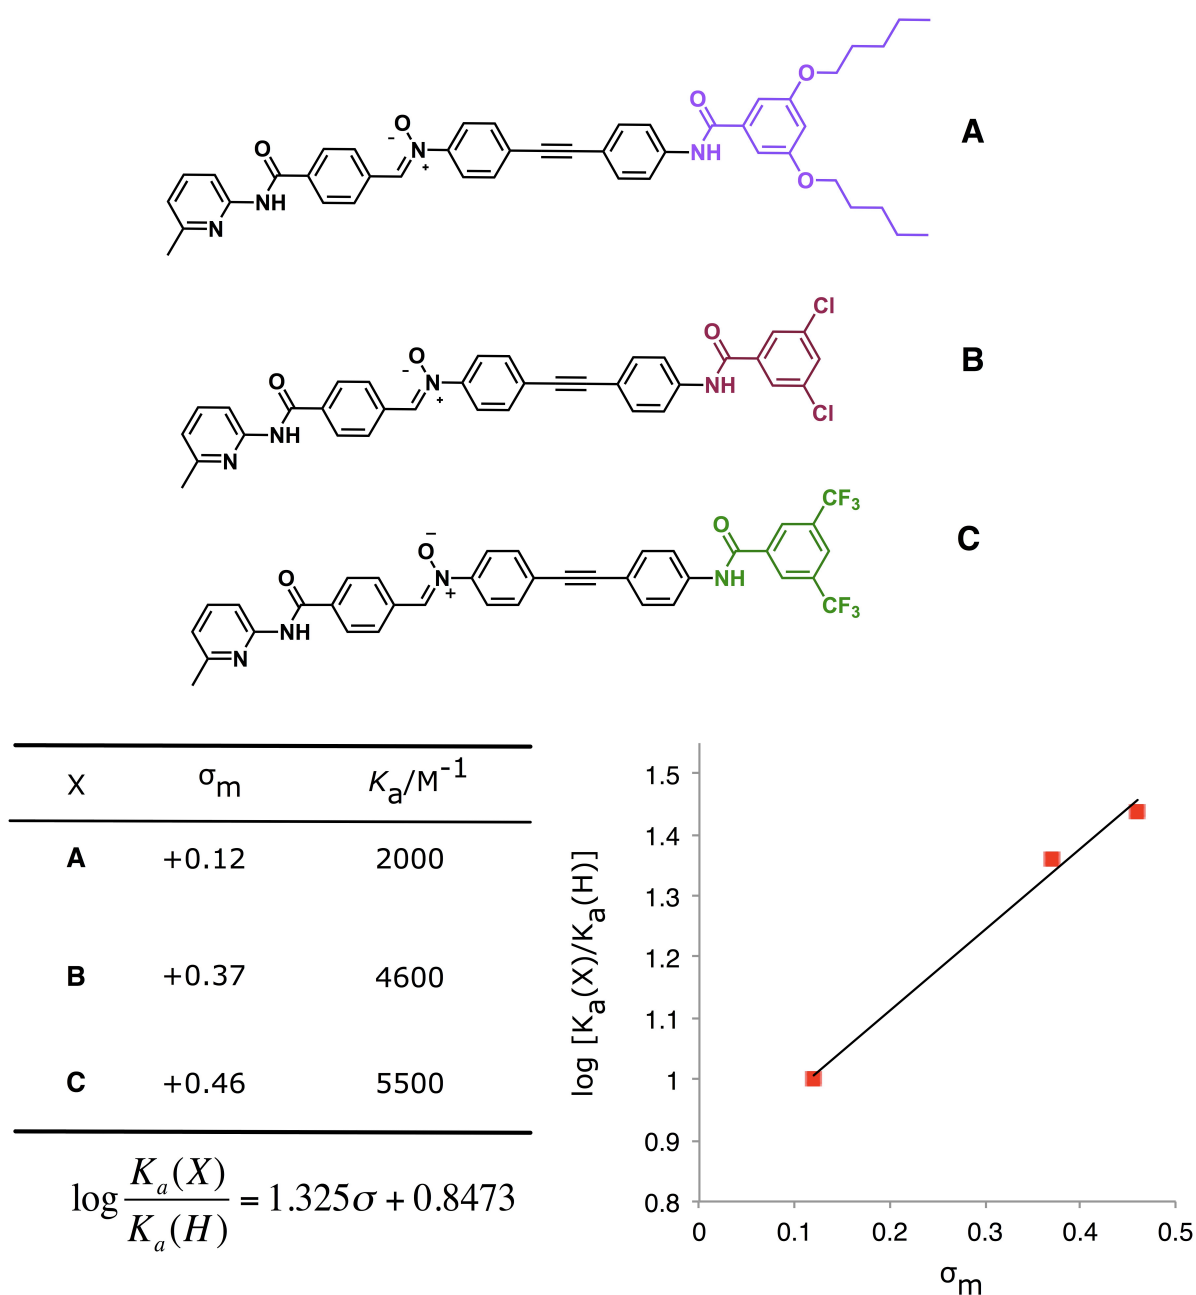 O
O
O
-
O
N
+
NH
O
NH
N
A
Cl
O
O
-
B
N
+
NH
O
NH
Cl
N
CF3
–
O
O
C
N
+
NH
O
NH
CF3
N
X σm Ka/M-1
A +0.12 2000
B +0.37 4600
C +0.46 5500
log Ka(X)/Ka(H) = 1.325σ + 0.8473
log [Ka(X)/Ka(H)]
1.5
1.4
1.3
1.2
1.1
1
0.9
0.8
0 0.1 0.2 0.3 0.4 0.5
σm